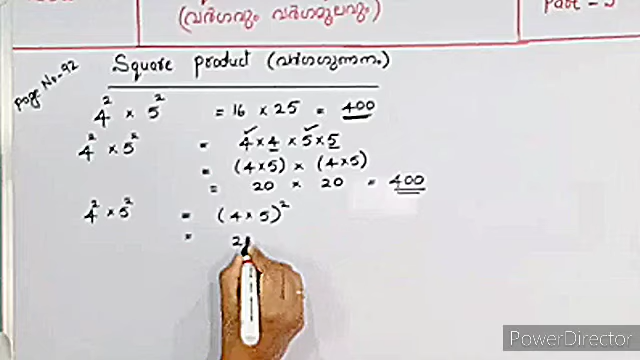 (വർഗവും വർഗമൂലവും)
Part - 3
Page No-92
Square product (വർഗഗുണനം)
4² × 5² = 16 × 25 = 400
4² × 5² = 4 × 4 × 5 × 5
= (4×5) × (4×5)
= 20 × 20 = 400
4² × 5² = (4 × 5)²
= 2
PowerDirector